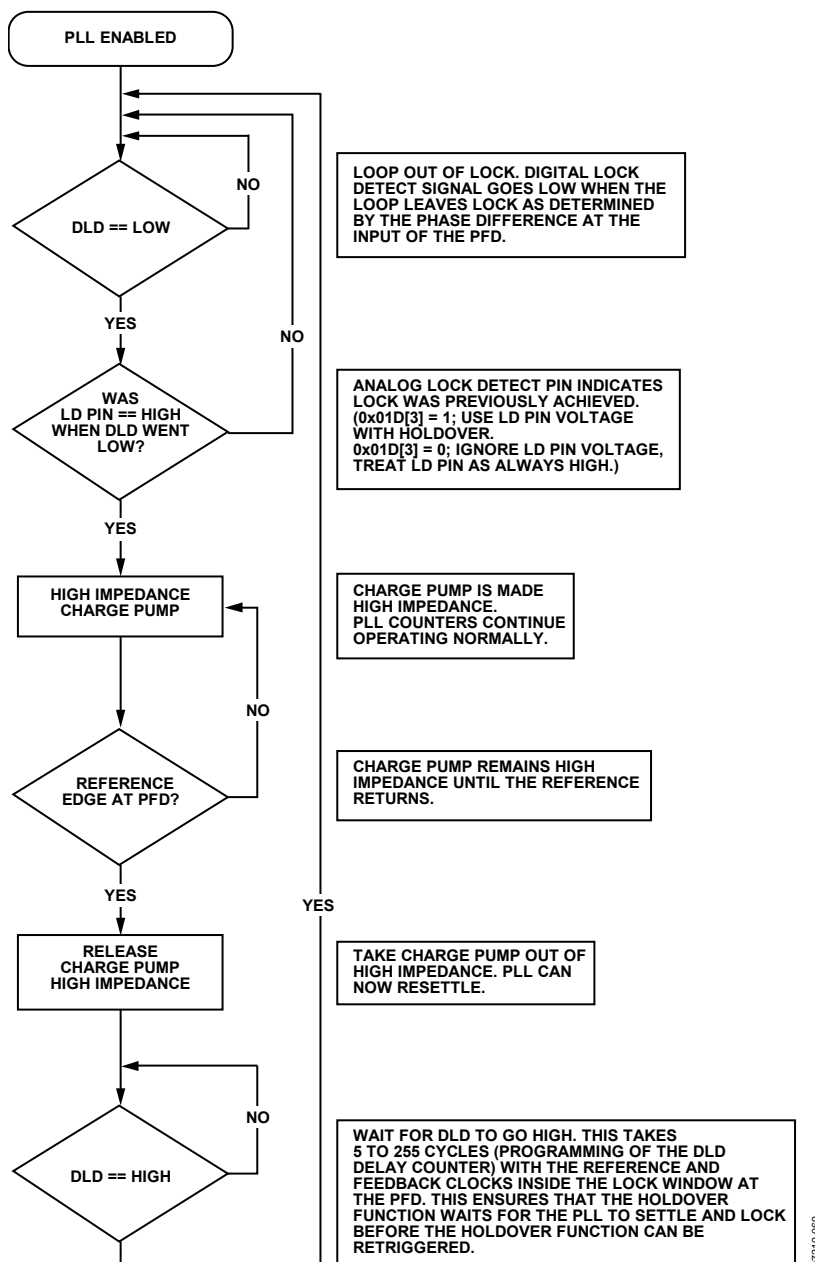 PLL ENABLED
NO
DLD == LOW
LOOP OUT OF LOCK. DIGITAL LOCK
DETECT SIGNAL GOES LOW WHEN THE
LOOP LEAVES LOCK AS DETERMINED
BY THE PHASE DIFFERENCE AT THE
INPUT OF THE PFD.
YES
NO
WAS
LD PIN == HIGH
WHEN DLD WENT
LOW?
ANALOG LOCK DETECT PIN INDICATES
LOCK WAS PREVIOUSLY ACHIEVED.
(0x01D[3] = 1; USE LD PIN VOLTAGE
WITH HOLDOVER.
0x01D[3] = 0; IGNORE LD PIN VOLTAGE,
TREAT LD PIN AS ALWAYS HIGH.)
YES
HIGH IMPEDANCE
CHARGE PUMP
CHARGE PUMP IS MADE
HIGH IMPEDANCE.
PLL COUNTERS CONTINUE
OPERATING NORMALLY.
NO
REFERENCE
EDGE AT PFD?
CHARGE PUMP REMAINS HIGH
IMPEDANCE UNTIL THE REFERENCE
RETURNS.
YES
YES
RELEASE
CHARGE PUMP
HIGH IMPEDANCE
TAKE CHARGE PUMP OUT OF
HIGH IMPEDANCE. PLL CAN
NOW RESETTLE.
NO
DLD == HIGH
WAIT FOR DLD TO GO HIGH. THIS TAKES
5 TO 255 CYCLES (PROGRAMMING OF THE DLD
DELAY COUNTER) WITH THE REFERENCE AND
FEEDBACK CLOCKS INSIDE THE LOCK WINDOW AT
THE PFD. THIS ENSURES THAT THE HOLDOVER
FUNCTION WAITS FOR THE PLL TO SETTLE AND LOCK
BEFORE THE HOLDOVER FUNCTION CAN BE
RETRIGGERED.